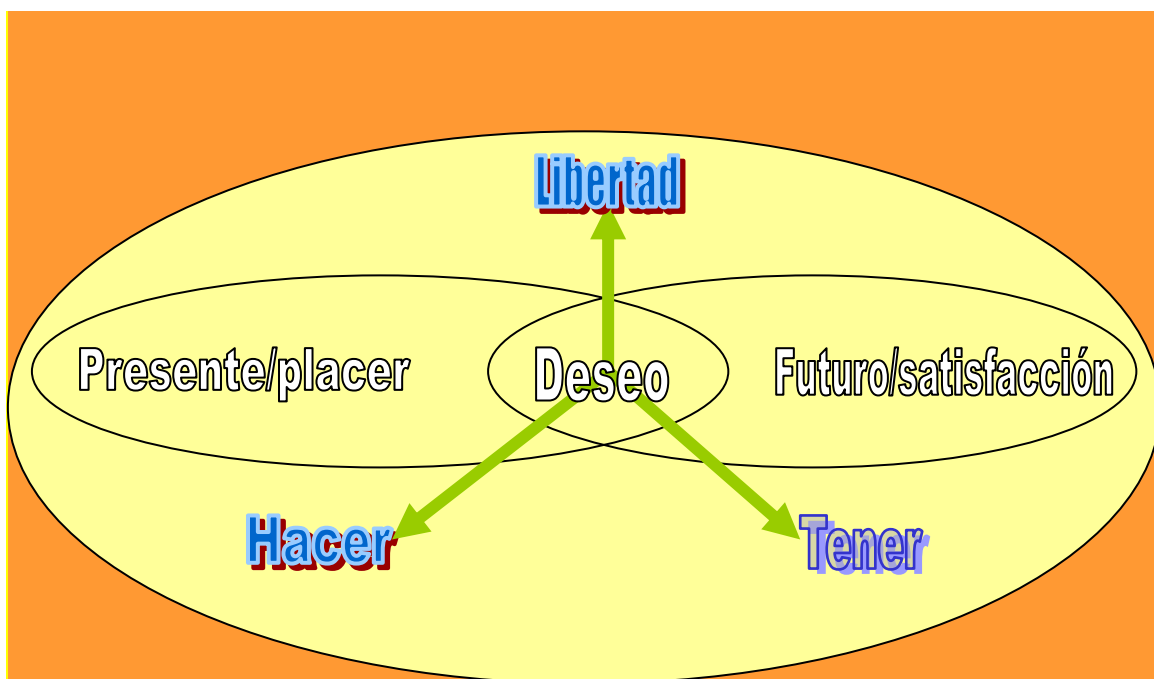 Libertad
Presente/placer
Deseo
Futuro/satisfacción
Hacer
Tener